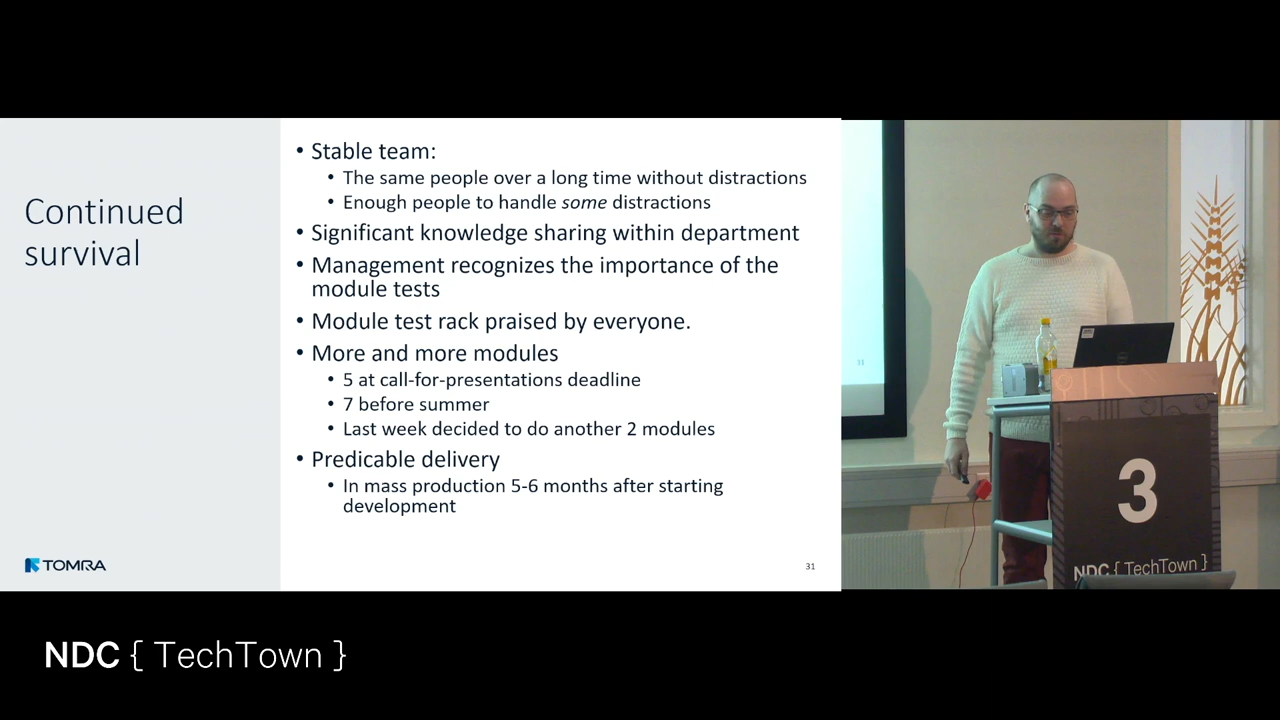 Continued
survival
• Stable team:
• The same people over a long time without distractions
• Enough people to handle some distractions
• Significant knowledge sharing within department
• Management recognizes the importance of the
module tests
• Module test rack praised by everyone.
• More and more modules
• 5 at call-for-presentations deadline
• 7 before summer
• Last week decided to do another 2 modules
• Predicable delivery
• In mass production 5-6 months after starting
development
TOMRA
31
31
3
NDC { TechTown }
NDC { TechTown }